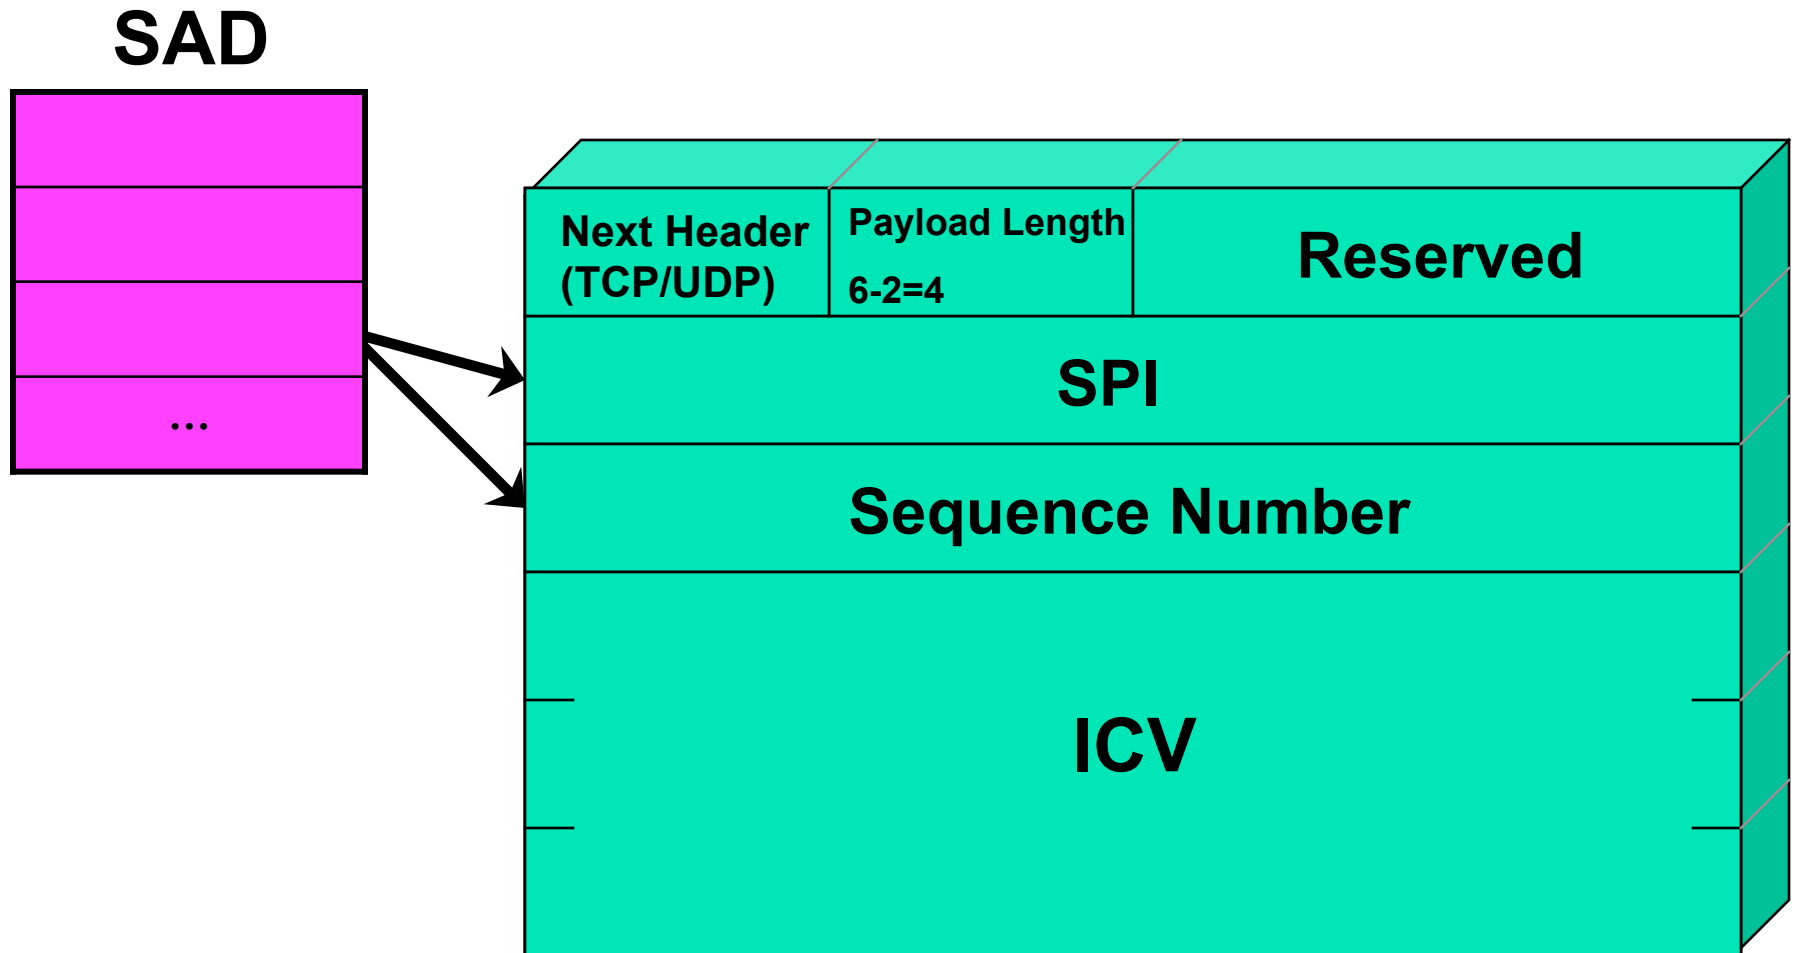 SAD
...
Next Header
(TCP/UDP)
Payload Length
6-2=4
Reserved
SPI
Sequence Number
ICV